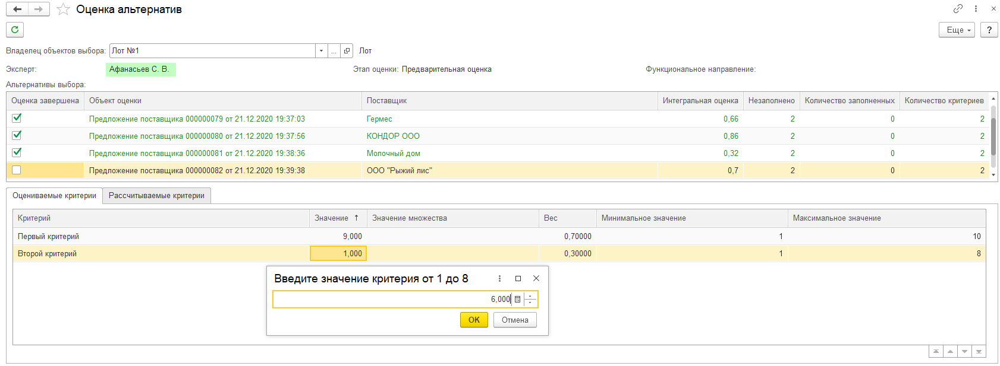 Оценка альтернатив
Еще ?
Владелец объектов выбора: Лот №1 ... Лот
Эксперт: Афанасьев С. В. Этап оценки: Предварительная оценка Функциональное направление:
Альтернативы выбора:
Оценка завершена Объект оценки Поставщик Интегральная оценка Незаполнено Количество заполненных Количество критериев
Предложение поставщика 000000079 от 21.12.2020 19:37:03 Гермес 0,66 2 0 2
Предложение поставщика 000000080 от 21.12.2020 19:37:56 КОНДОР ООО 0,86 2 0 2
Предложение поставщика 000000081 от 21.12.2020 19:38:36 Молочный дом 0,32 2 0 2
Предложение поставщика 000000082 от 21.12.2020 19:39:38 ООО "Рыжий лис" 0,7 2 0 2
Оцениваемые критерии Рассчитываемые критерии
Критерий Значение ↑ Значение множества Вес Минимальное значение Максимальное значение
Первый критерий 9,000 0,70000 1 10
Второй критерий 1,000 0,30000 1 8
Введите значение критерия от 1 до 8
6,000
ОК Отмена